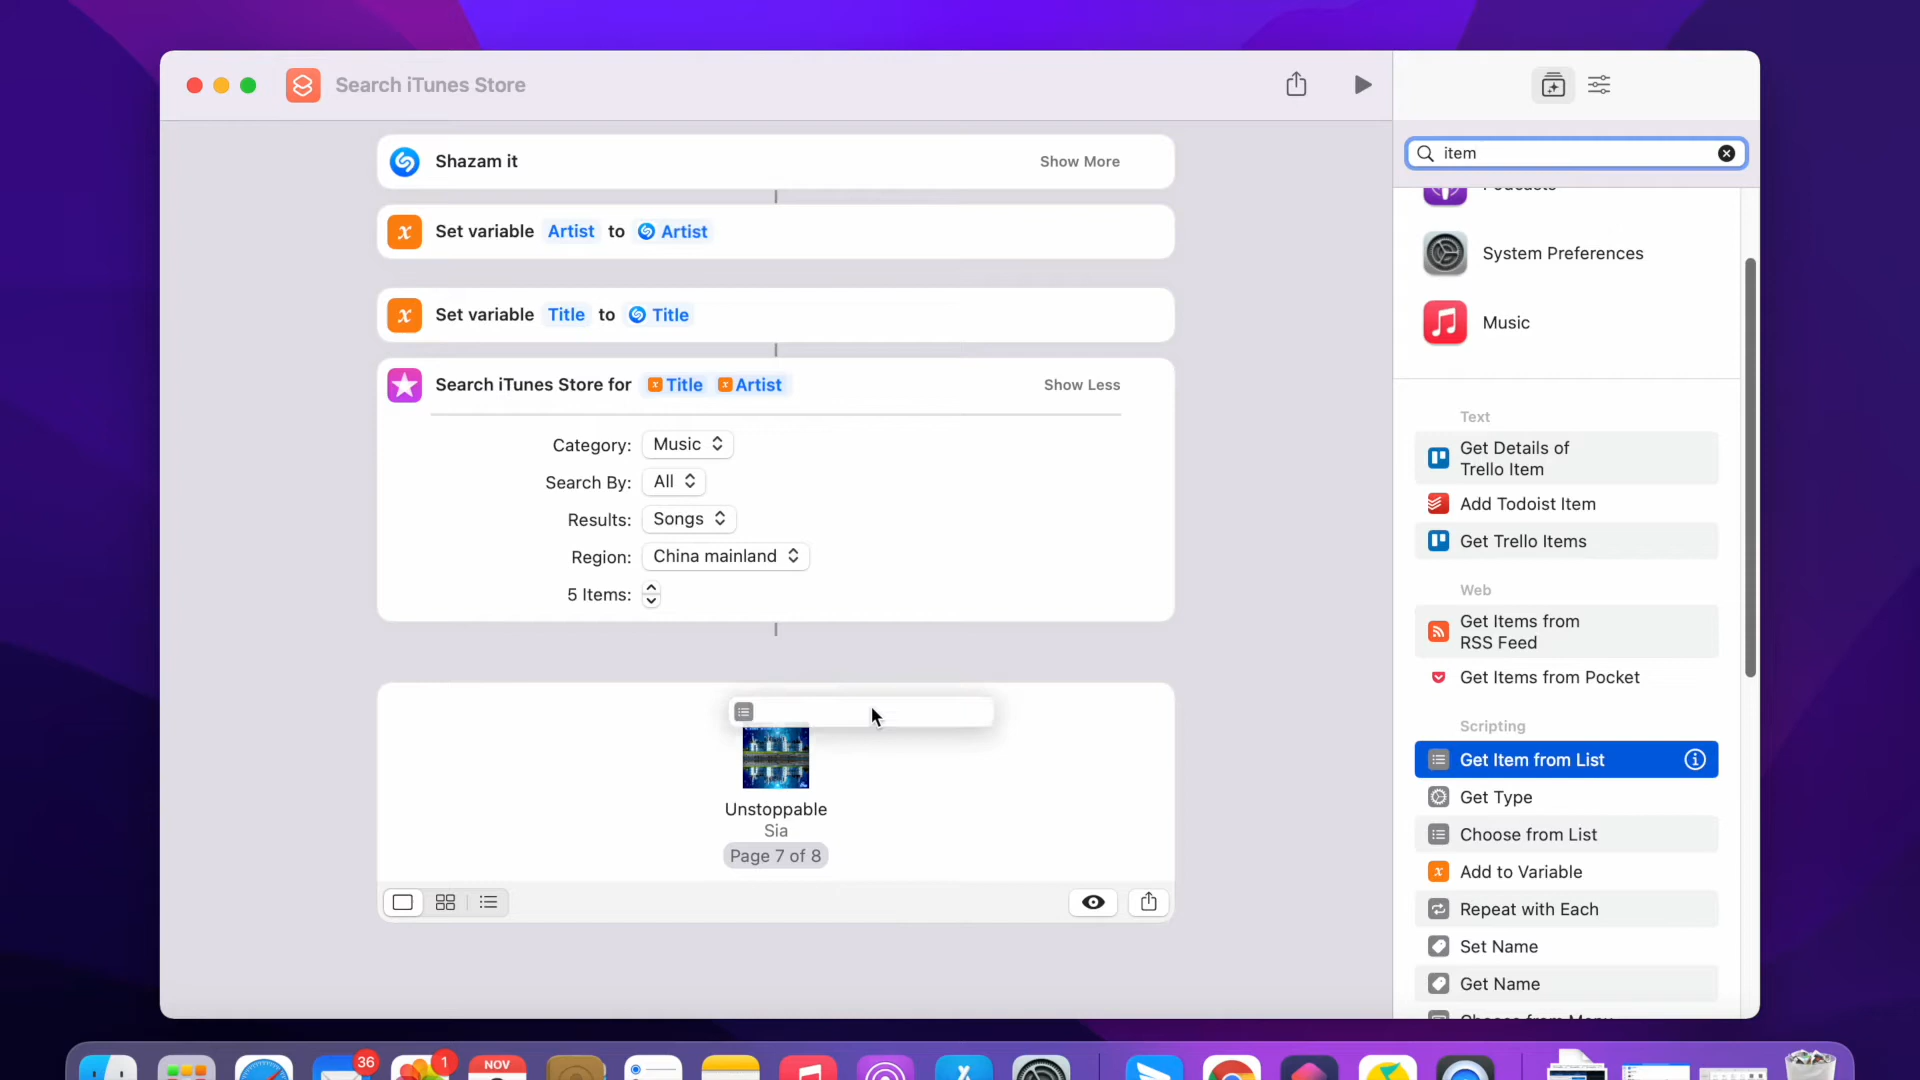 Search iTunes Store
Shazam it
Show More
Set variable Artist to Artist
Set variable Title to Title
Search iTunes Store for Title Artist
Show Less
Category: Music
Search By: All
Results: Songs
Region: China mainland
5 Items:
Unstoppable
Sia
Page 7 of 8
item
Podcasts
System Preferences
Music
Text
Get Details of
Trello Item
Add Todoist Item
Get Trello Items
Web
Get Items from
RSS Feed
Get Items from Pocket
Scripting
Get Item from List
Get Type
Choose from List
Add to Variable
Repeat with Each
Set Name
Get Name
Choose from Menu
36
1
NOV